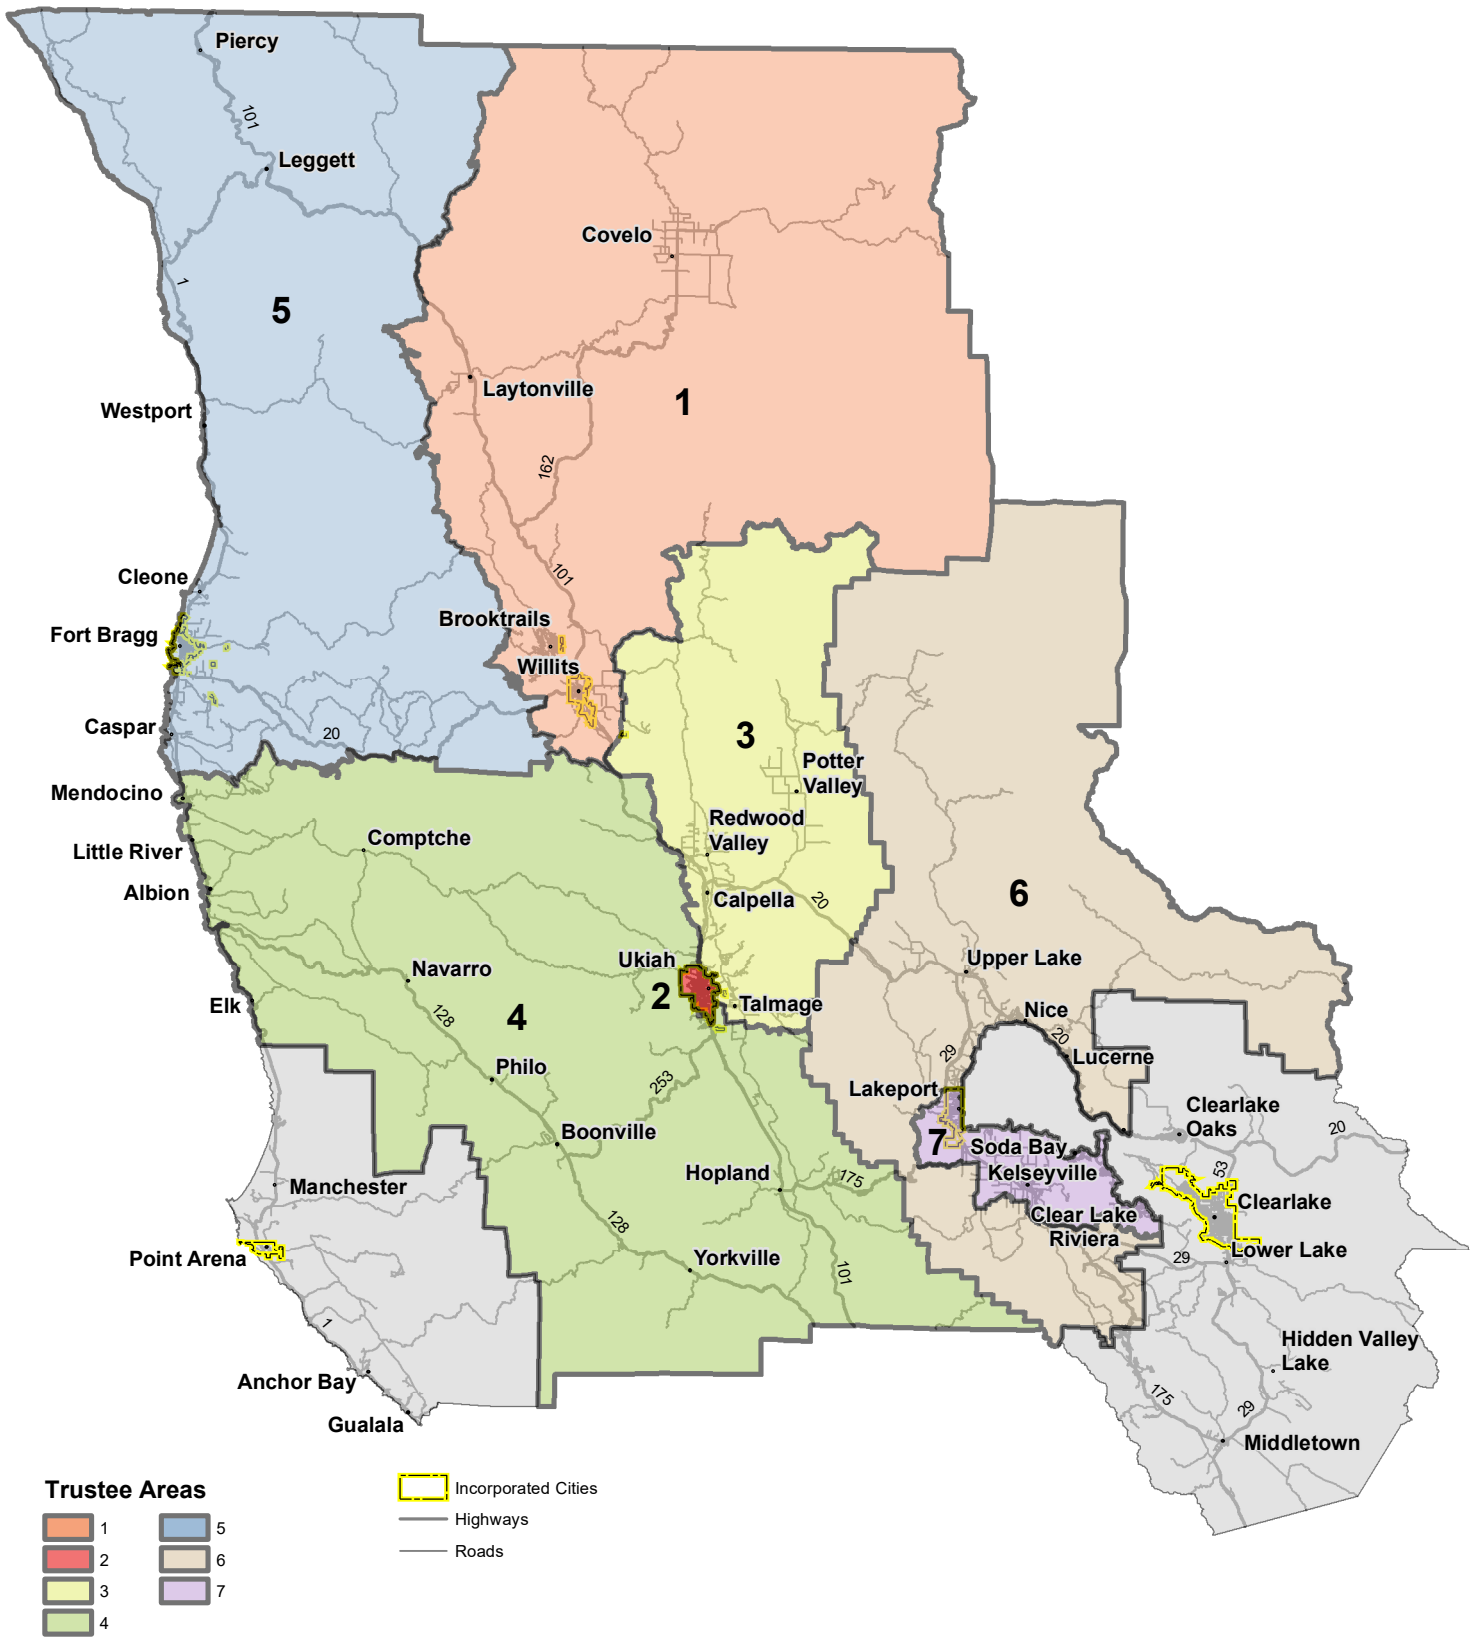 Piercy
101
Leggett
Covelo
1
5
Laytonville
1
Westport
162
101
Cleone
Brooktrails
Fort Bragg
Willits
Caspar
20
3
Potter
Valley
Mendocino
Redwood
Valley
Comptche
Little River
Albion
Calpella
20
6
Ukiah
Upper Lake
Navarro
2
Talmage
Elk
128
4
Nice
20
29
Lucerne
Philo
253
Lakeport
Clearlake
Oaks
20
Boonville
7
Soda Bay
53
Hopland
175
Kelseyville
Manchester
Clearlake
Clear Lake
Riviera
128
Point Arena
Yorkville
101
29
Lower Lake
1
Hidden Valley
Lake
Anchor Bay
175
29
Gualala
Middletown
Trustee Areas
1
2
3
4
5
6
7
Incorporated Cities
Highways
Roads